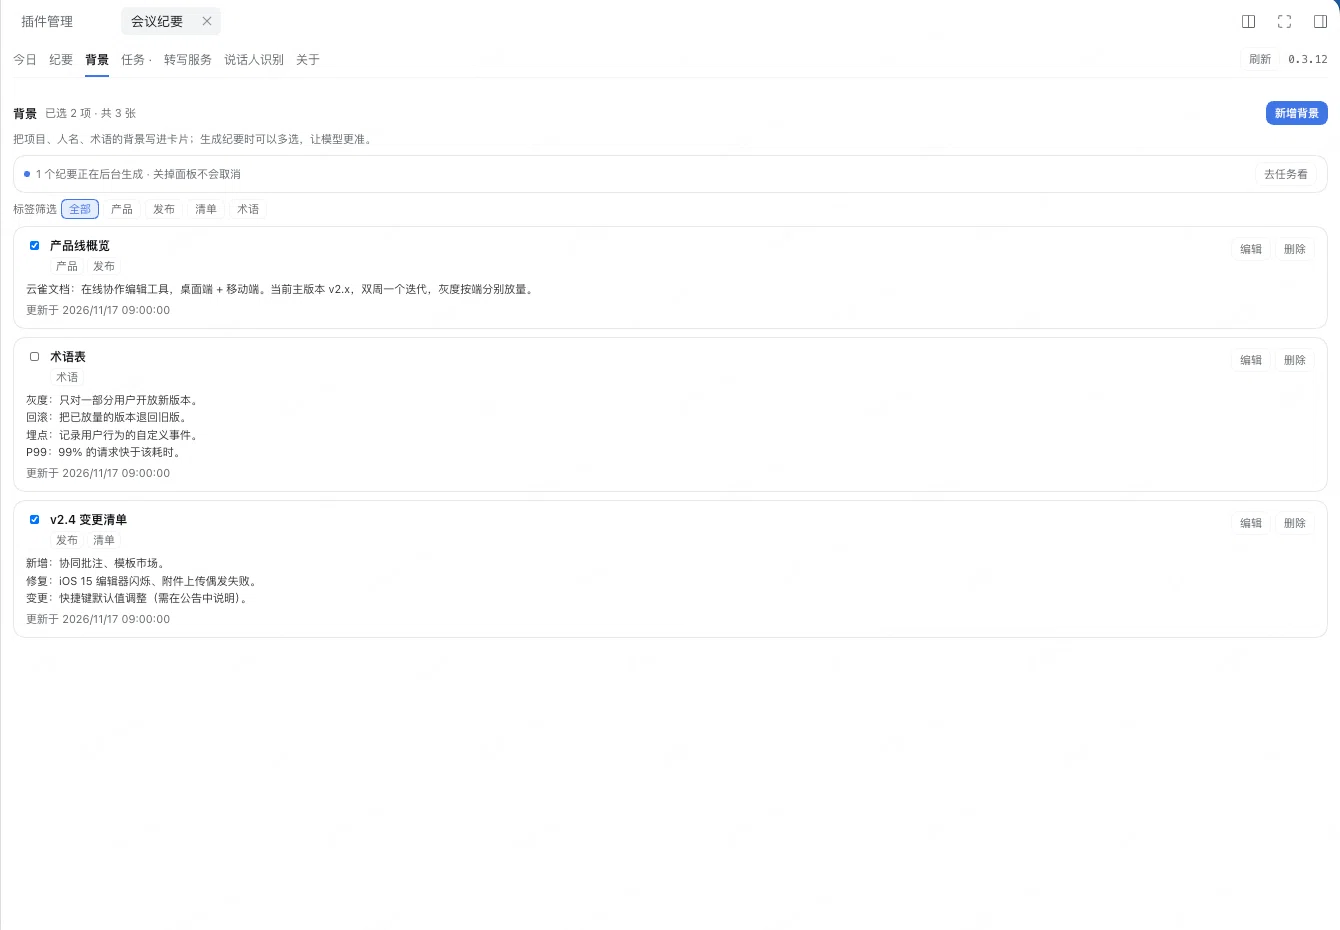 插件管理 会议纪要
今日 纪要 背景 任务 · 转写服务 说话人识别 关于 刷新 0.3.12
背景 已选 2 项 · 共 3 张 新增背景
把项目、人名、术语的背景写进卡片；生成纪要时可以多选，让模型更准。
1 个纪要正在后台生成 · 关掉面板不会取消 去任务看
标签筛选 全部 产品 发布 清单 术语
产品线概览 编辑 删除
产品 发布
云雀文档：在线协作编辑工具，桌面端 + 移动端。当前主版本 v2.x，双周一个迭代，灰度按端分别放量。
更新于 2026/11/17 09:00:00
术语表 编辑 删除
术语
灰度：只对一部分用户开放新版本。
回滚：把已放量的版本退回旧版。
埋点：记录用户行为的自定义事件。
P99：99% 的请求快于该耗时。
更新于 2026/11/17 09:00:00
v2.4 变更清单 编辑 删除
发布 清单
新增：协同批注、模板市场。
修复：iOS 15 编辑器闪烁、附件上传偶发失败。
变更：快捷键默认值调整（需在公告中说明）。
更新于 2026/11/17 09:00:00